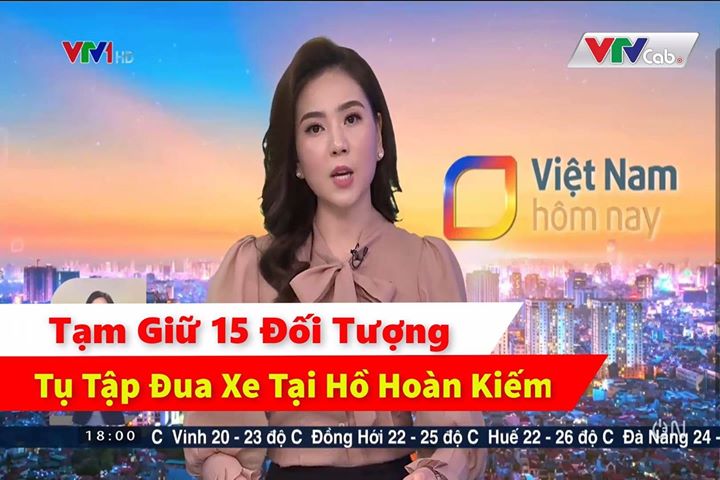 VTV1 HD
VTVCab
Việt Nam
hôm nay
Tạm Giữ 15 Đối Tượng
Tụ Tập Đua Xe Tại Hồ Hoàn Kiếm
18:00 C Vinh 20 - 23 độ C Đồng Hới 22 - 25 độ C Huế 22 - 26 độ C Đà Nẵng 24 -